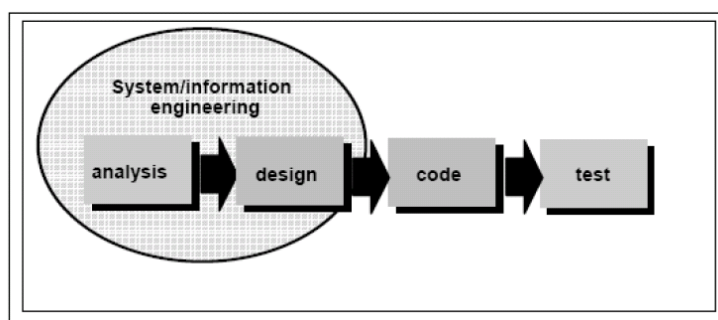 System/information
engineering
analysis
design
code
test